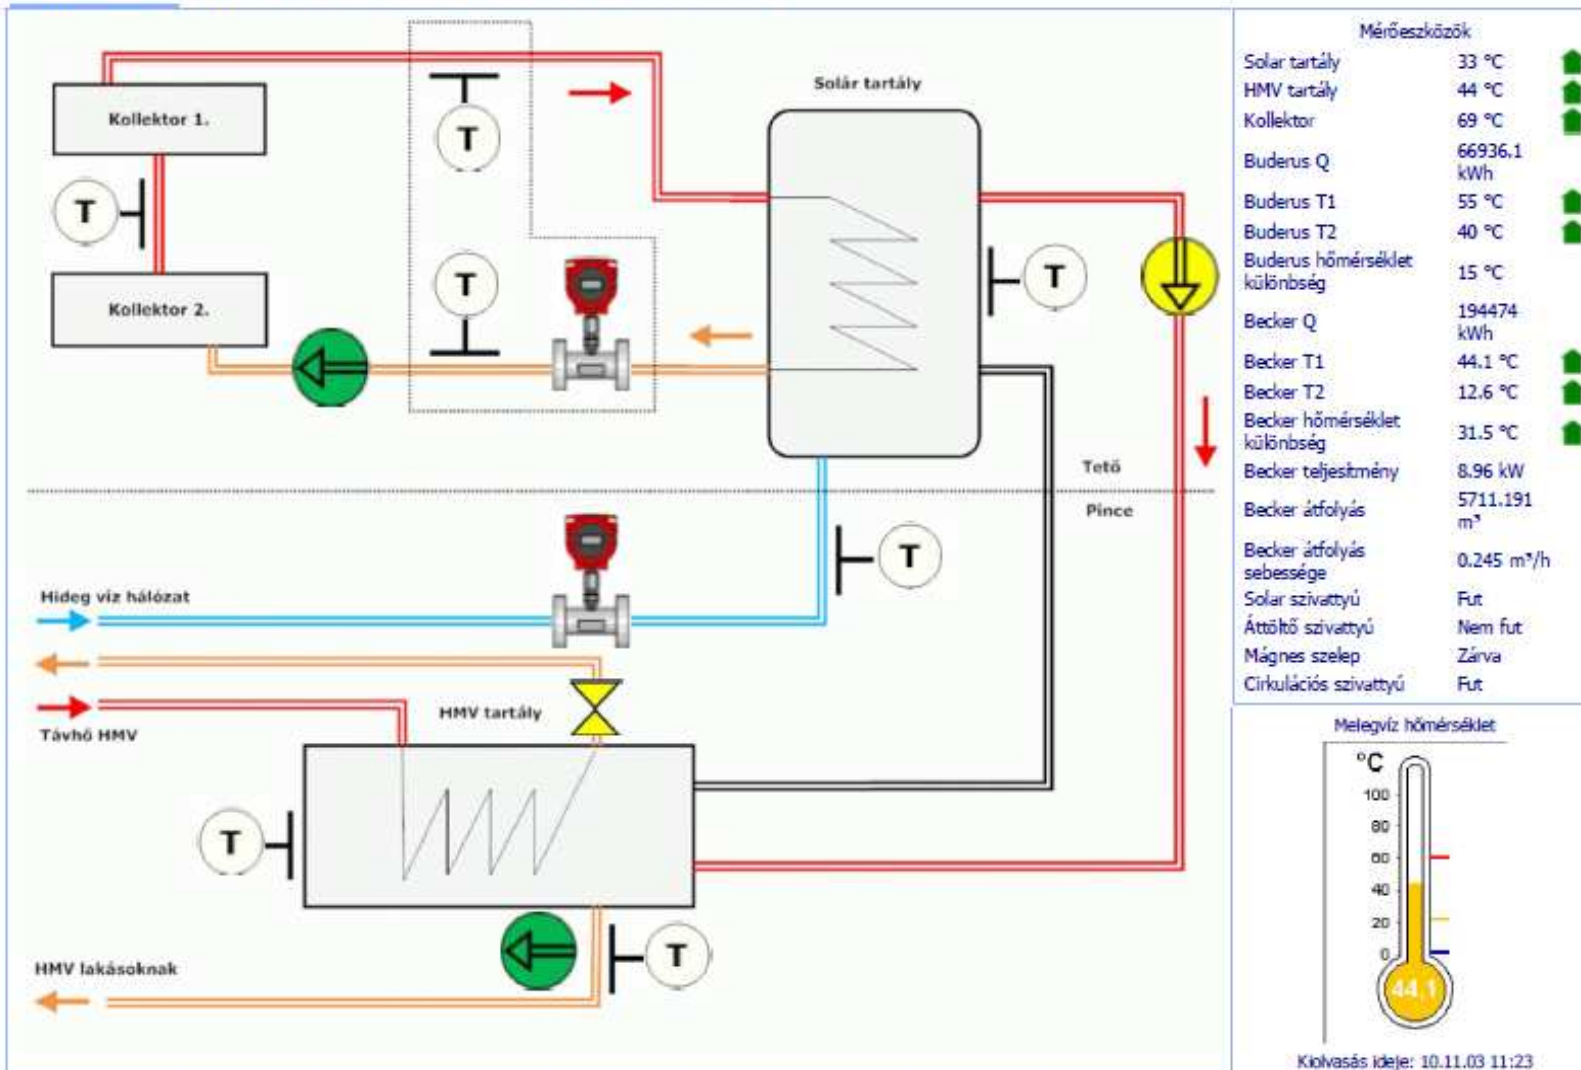 Kollektor 1.
T
T
Kollektor 2.
T
Solár tartály
T
Tető
Pince
T
Hideg víz hálózat
Távhő HMV
HMV tartály
T
T
HMV lakásoknak
Mérőeszközök
Solar tartály 33 °C
HMV tartály 44 °C
Kollektor 69 °C
Buderus Q 66936.1
kWh
Buderus T1 55 °C
Buderus T2 40 °C
Buderus hőmérséklet
különbség 15 °C
Becker Q 194474
kWh
Becker T1 44.1 °C
Becker T2 12.6 °C
Becker hőmérséklet
különbség 31.5 °C
Becker teljesítmény 8.96 kW
Becker átfolyás 5711.191
m³
Becker átfolyás
sebessége 0.245 m³/h
Solar szivattyú Fut
Áttöltő szivattyú Nem fut
Mágnes szelep Zárva
Cirkulációs szivattyú Fut
Melegvíz hőmérséklet
°C
100
80
60
40
20
0
44,1
Kiolvasás ideje: 10.11.03 11:23